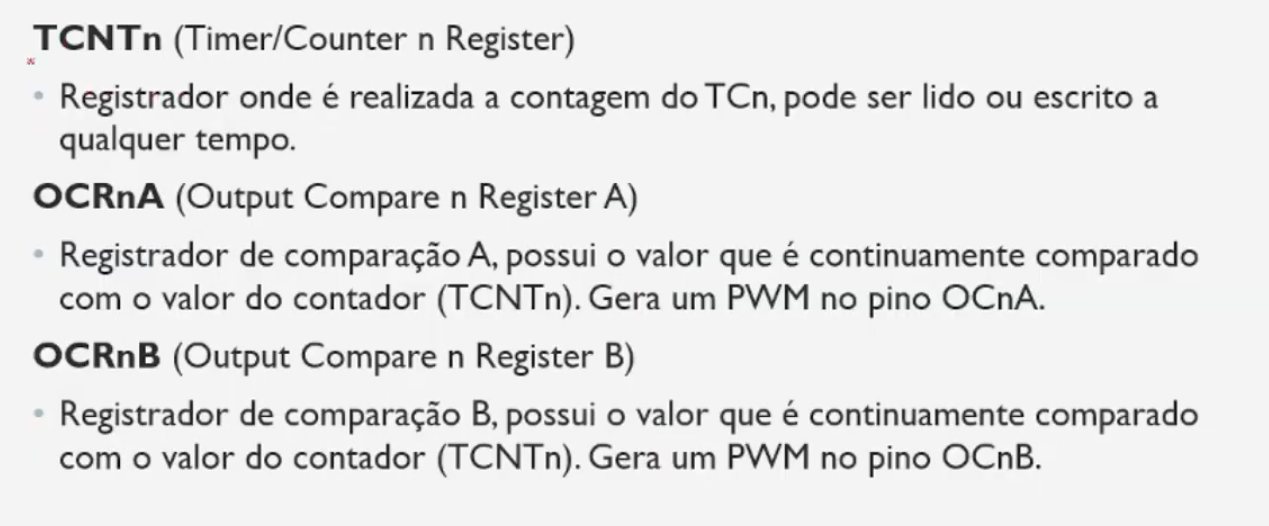 TCNTn (Timer/Counter n Register)
• Registrador onde é realizada a contagem do TCn, pode ser lido ou escrito a
qualquer tempo.
OCRnA (Output Compare n Register A)
• Registrador de comparação A, possui o valor que é continuamente comparado
com o valor do contador (TCNTn). Gera um PWM no pino OCnA.
OCRnB (Output Compare n Register B)
• Registrador de comparação B, possui o valor que é continuamente comparado
com o valor do contador (TCNTn). Gera um PWM no pino OCnB.